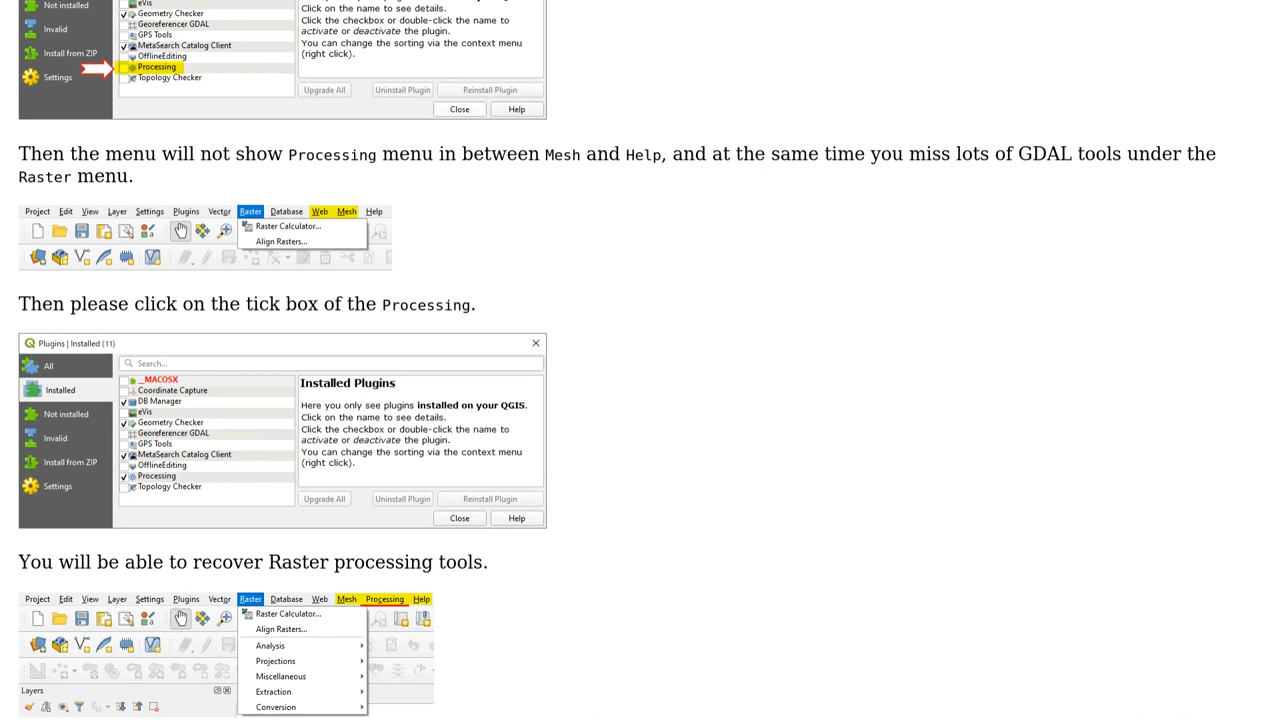 Not installed
Invalid
Install from ZIP
Settings
eVis
Geometry Checker
Georeferencer GDAL
GPS Tools
MetaSearch Catalog Client
OfflineEditing
Processing
Topology Checker
Click on the name to see details.
Click the checkbox or double-click the name to
activate or deactivate the plugin.
You can change the sorting via the context menu
(right click).
Upgrade All Uninstall Plugin Reinstall Plugin
Close Help
Then the menu will not show Processing menu in between Mesh and Help, and at the same time you miss lots of GDAL tools under the
Raster menu.
Project Edit View Layer Settings Plugins Vector Raster Database Web Mesh Help
Raster Calculator...
Align Rasters...
Then please click on the tick box of the Processing.
Plugins | Installed (11)
All
Installed
Not installed
Invalid
Install from ZIP
Settings
Search...
__MACOSX
Coordinate Capture
DB Manager
eVis
Geometry Checker
Georeferencer GDAL
GPS Tools
MetaSearch Catalog Client
OfflineEditing
Processing
Topology Checker
Installed Plugins
Here you only see plugins installed on your QGIS.
Click on the name to see details.
Click the checkbox or double-click the name to
activate or deactivate the plugin.
You can change the sorting via the context menu
(right click).
Upgrade All Uninstall Plugin Reinstall Plugin
Close Help
You will be able to recover Raster processing tools.
Project Edit View Layer Settings Plugins Vector Raster Database Web Mesh Processing Help
Raster Calculator...
Align Rasters...
Analysis
Projections
Miscellaneous
Extraction
Conversion
Layers